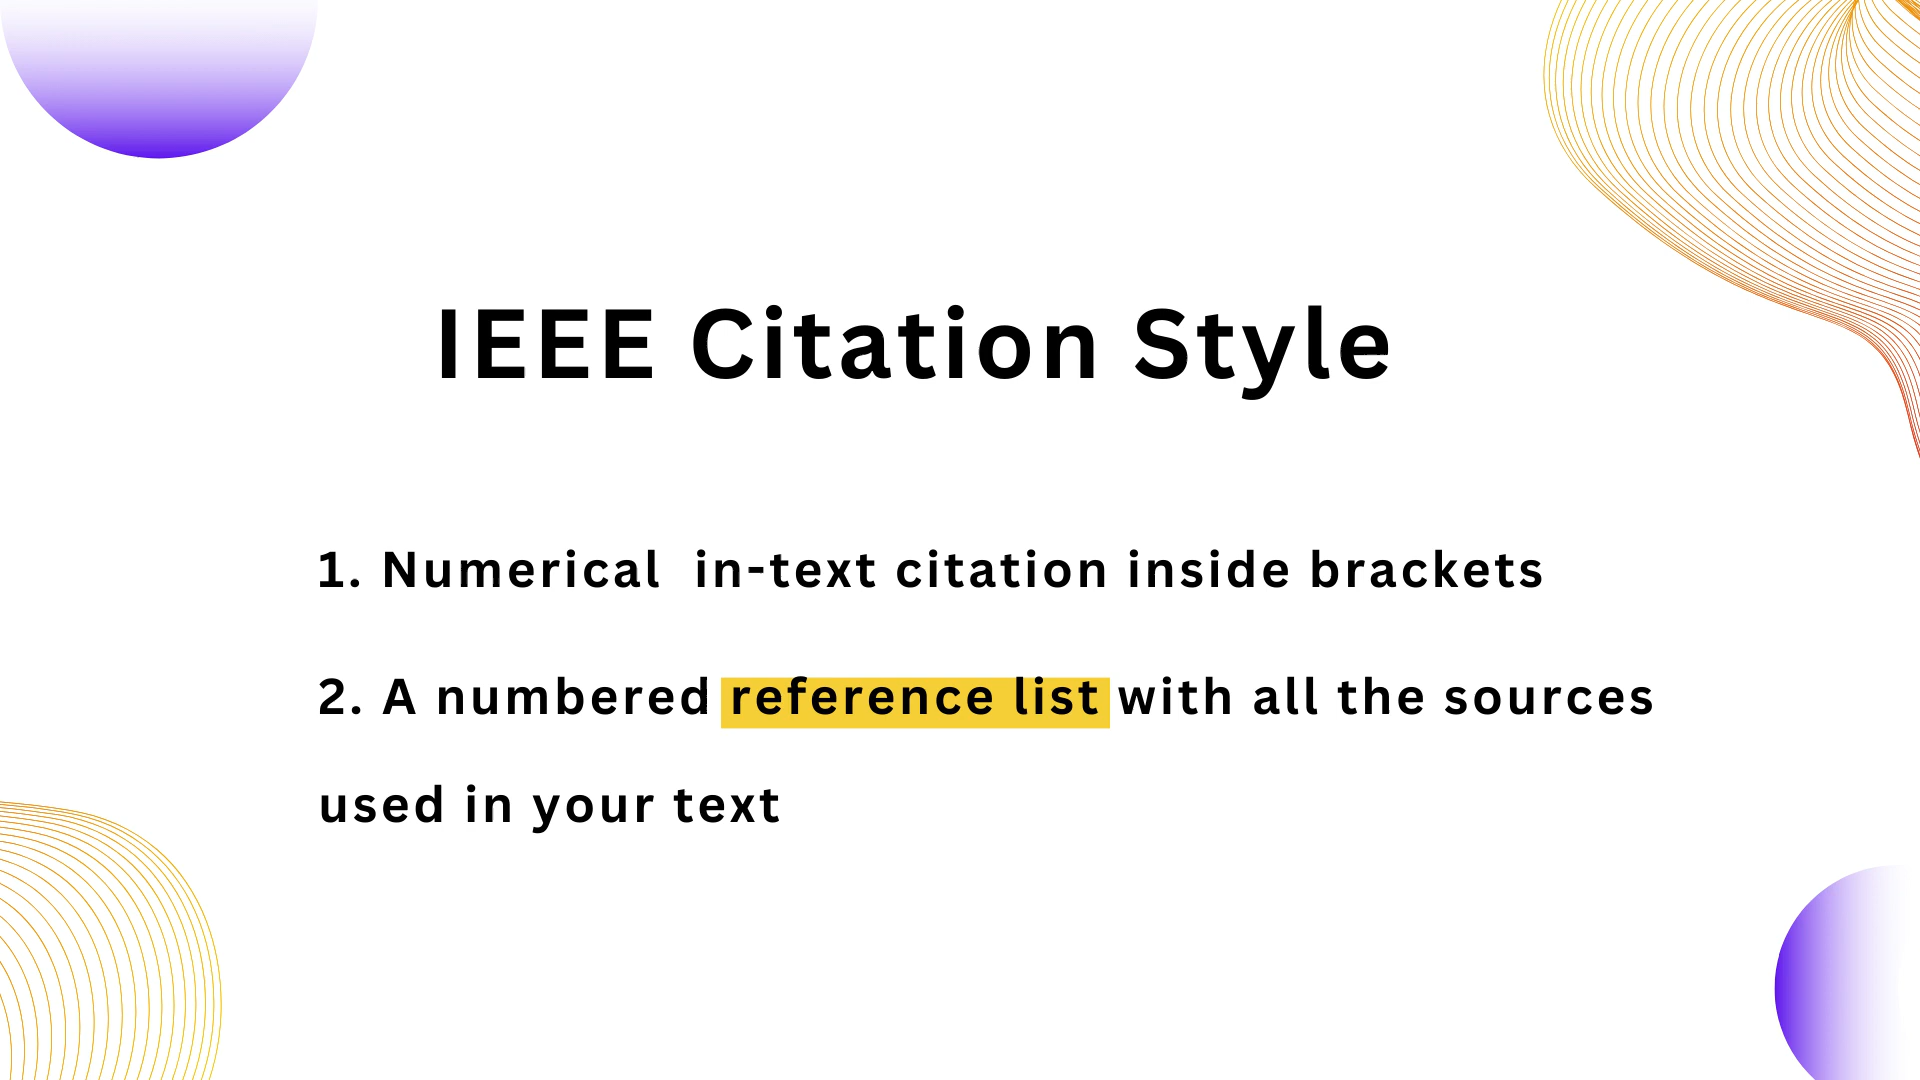 IEEE Citation Style
1. Numerical  in-text citation inside brackets
2. A numbered reference list with all the sources
used in your text